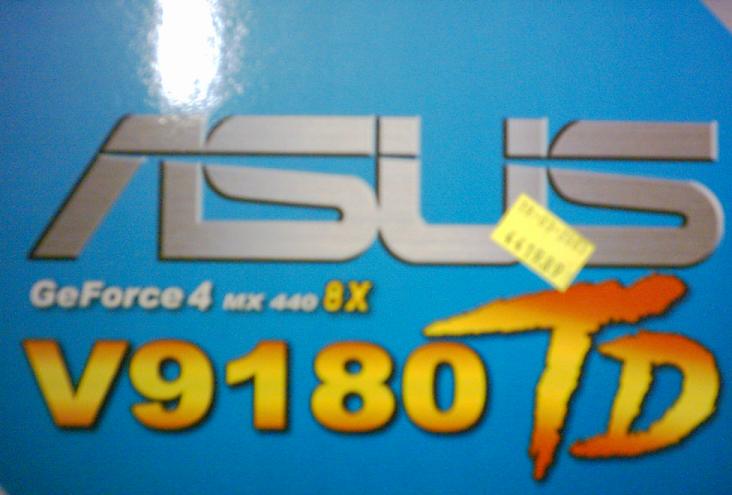 ASUS
GeForce4 MX 440 8X
V9180 TD